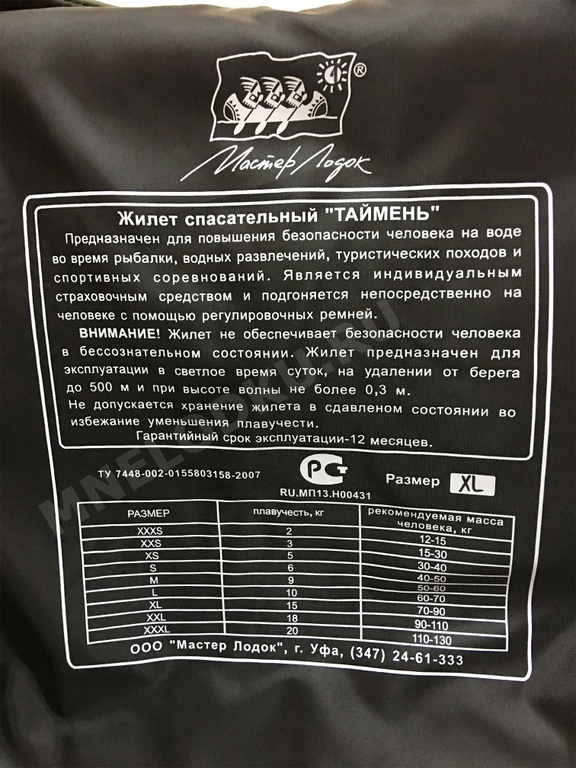 ®
Мастер Лодок
Жилет спасательный "ТАЙМЕНЬ"
Предназначен для повышения безопасности человека на воде
во время рыбалки, водных развлечений, туристических походов и
спортивных соревнований. Является индивидуальным
страховочным средством и подгоняется непосредственно на
человеке с помощью регулировочных ремней.
ВНИМАНИЕ! Жилет не обеспечивает безопасности человека
в бессознательном состоянии. Жилет предназначен для
эксплуатации в светлое время суток, на удалении от берега
до 500 м и при высоте волны не более 0,3 м.
Не допускается хранение жилета в сдавленном состоянии во
избежание уменьшения плавучести.
Гарантийный срок эксплуатации-12 месяцев.
ТУ 7448-002-0155803158-2007 РСТ Размер XL
RU.МП13.Н00431
РАЗМЕР плавучесть, кг рекомендуемая масса человека, кг
XXXS 2 12-15
XXS 3 15-30
XS 5 30-40
S 6 40-50
M 9 50-60
L 10 60-70
XL 15 70-90
XXL 18 90-110
XXXL 20 110-130
ООО "Мастер Лодок", г. Уфа, (347) 24-61-333
MNELODKU.RU